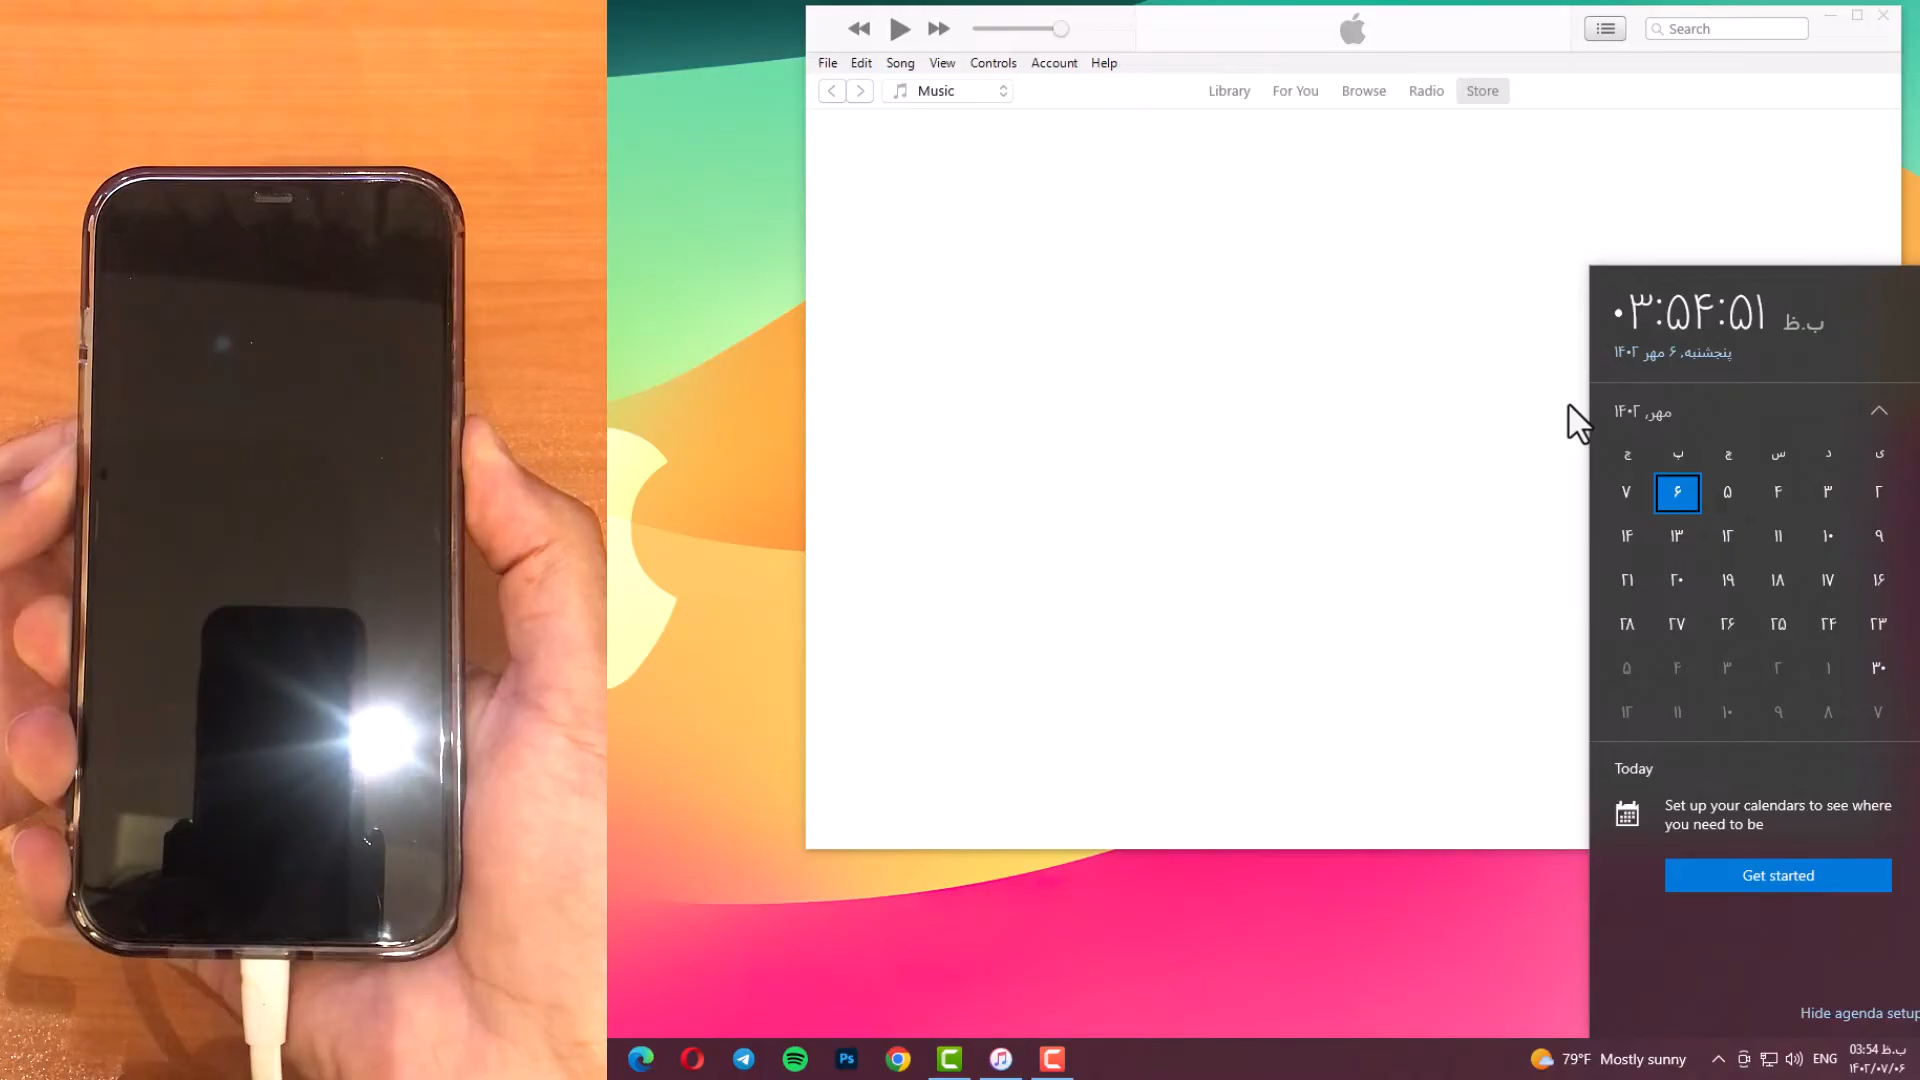 Search
File Edit Song View Controls Account Help
Music
Library For You Browse Radio Store
۰۳:۵۴:۵۱ ب.ظ
پنجشنبه, ۶ مهر ۱۴۰۲
مهر, ۱۴۰۲
ی د س چ پ ج
۲ ۳ ۴ ۵ ۶ ۷
۹ ۱۰ ۱۱ ۱۲ ۱۳ ۱۴
۱۶ ۱۷ ۱۸ ۱۹ ۲۰ ۲۱
۲۳ ۲۴ ۲۵ ۲۶ ۲۷ ۲۸
۳۰ ۱ ۲ ۳ ۴ ۵
۷ ۸ ۹ ۱۰ ۱۱ ۱۲
Today
Set up your calendars to see where
you need to be
Get started
Hide agenda setup
Ps
79°F Mostly sunny
ENG
03:54 ب.ظ
۱۴۰۲/۰۷/۰۶